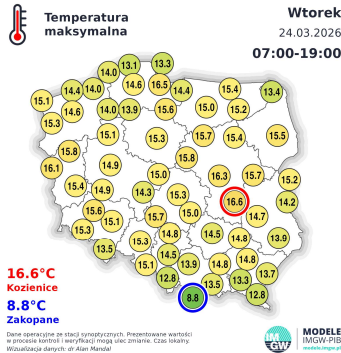 Temperatura
maksymalna
Wtorek
24.03.2026
07:00-19:00
13.1 13.3
14.0
14.4 14.0 14.6 16.5 14.4 15.4 13.4
15.1
15.3 14.0 13.9 15.6 15.0 15.2
15.1 15.3 15.7 15.4 15.5
15.8 15.8
16.1 14.9 15.0 16.3 15.7 15.2
15.4 14.9 14.3 15.3 16.6 14.2
15.6 15.1 15.7 15.0 14.7
15.3 14.8 14.5 14.8 13.9
13.5 15.3
15.1 14.5 13.9 14.8 14.8
12.8 13.3 13.7
8.8 13.5 12.8
16.6°C
Kozienice
8.8°C
Zakopane
Dane operacyjne ze stacji synoptycznych. Prezentowane wartości
w procesie kontroli i weryfikacji mogą ulec zmianie. Czas lokalny.
Wizualizacja danych: dr Alan Mandal
IM
GW
MODELE
IMGW-PIB
modele.imgw.pl